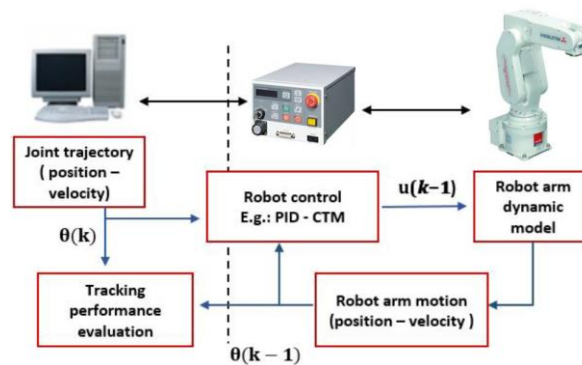 Joint trajectory
( position –
velocity)
θ(k)
Robot control
E.g.: PID - CTM
u(k−1)
Robot arm
dynamic
model
Tracking
performance
evaluation
Robot arm motion
(position – velocity )
θ(k − 1)